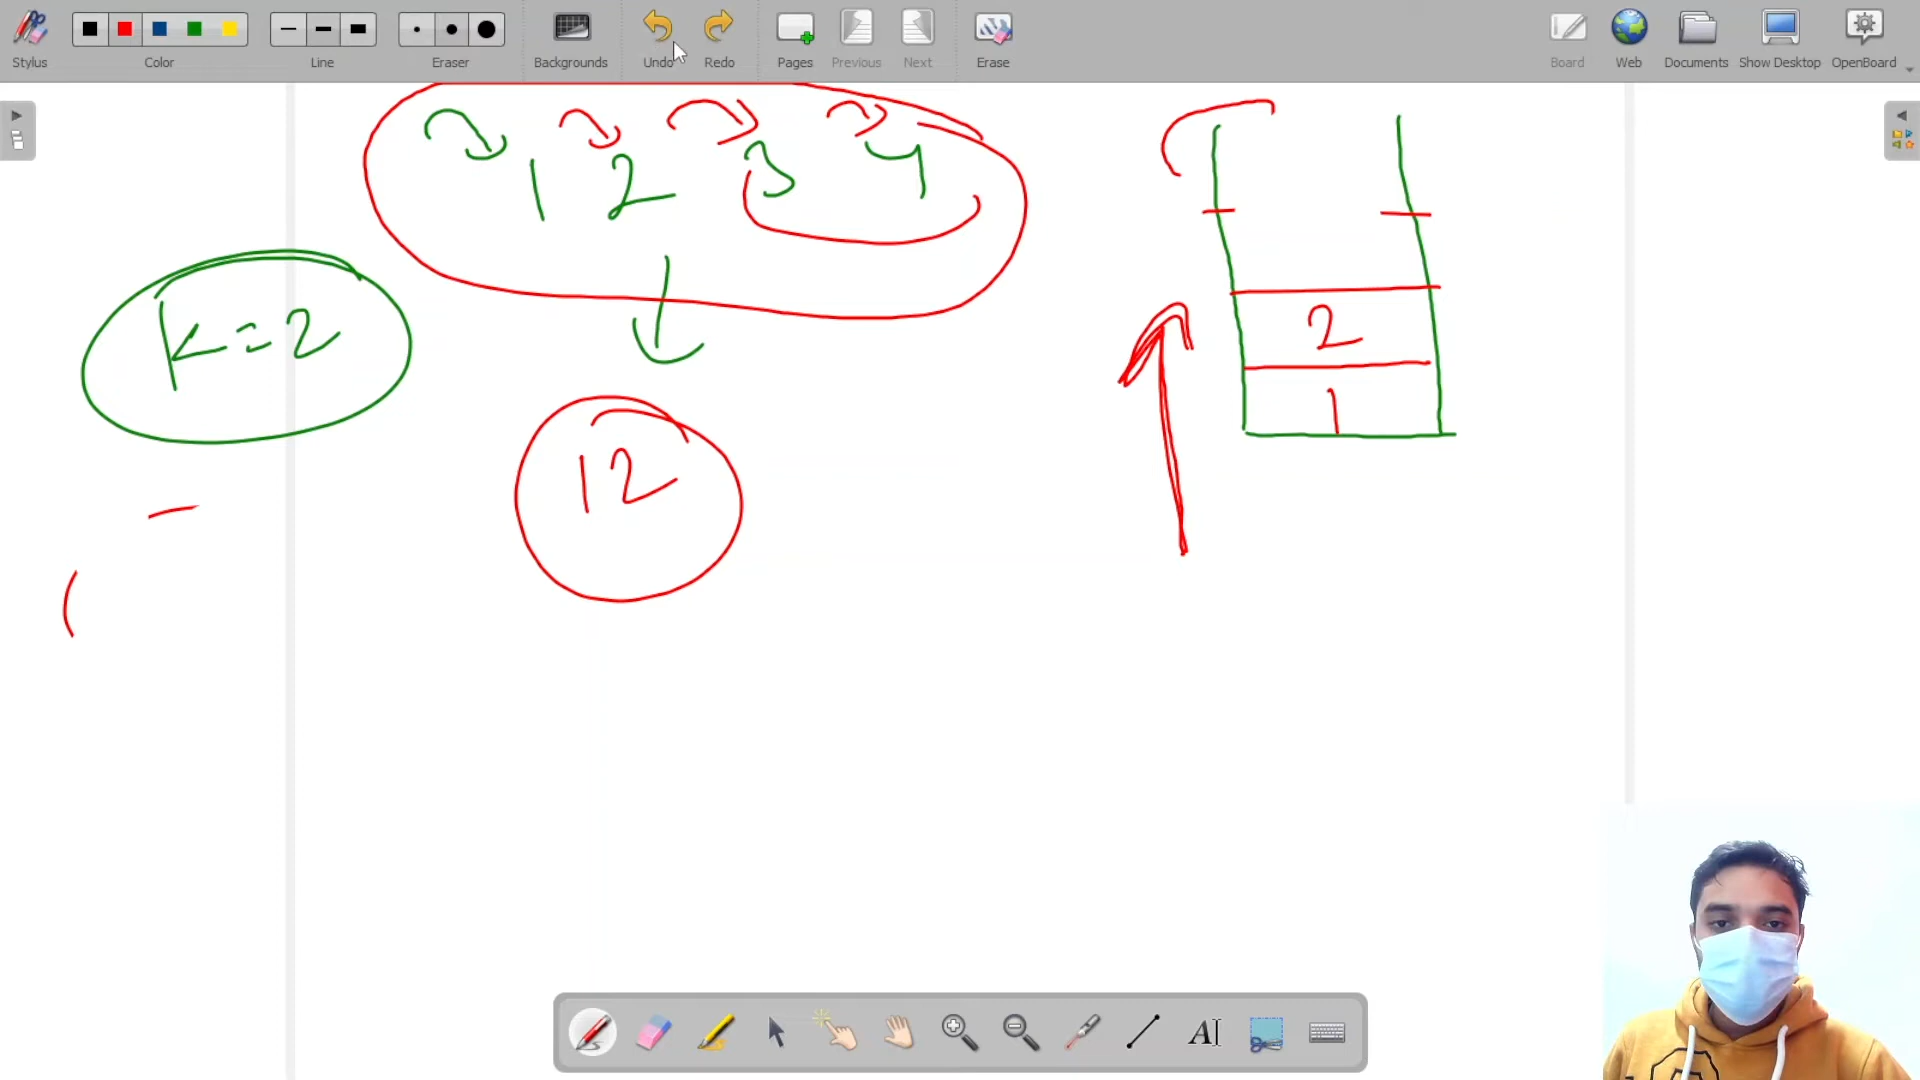 Stylus Color Line Eraser Backgrounds Undo Redo Pages Previous Next Erase Board Web Documents Show Desktop OpenBoard
1 2 3 4
K=2
2
1
12
AI